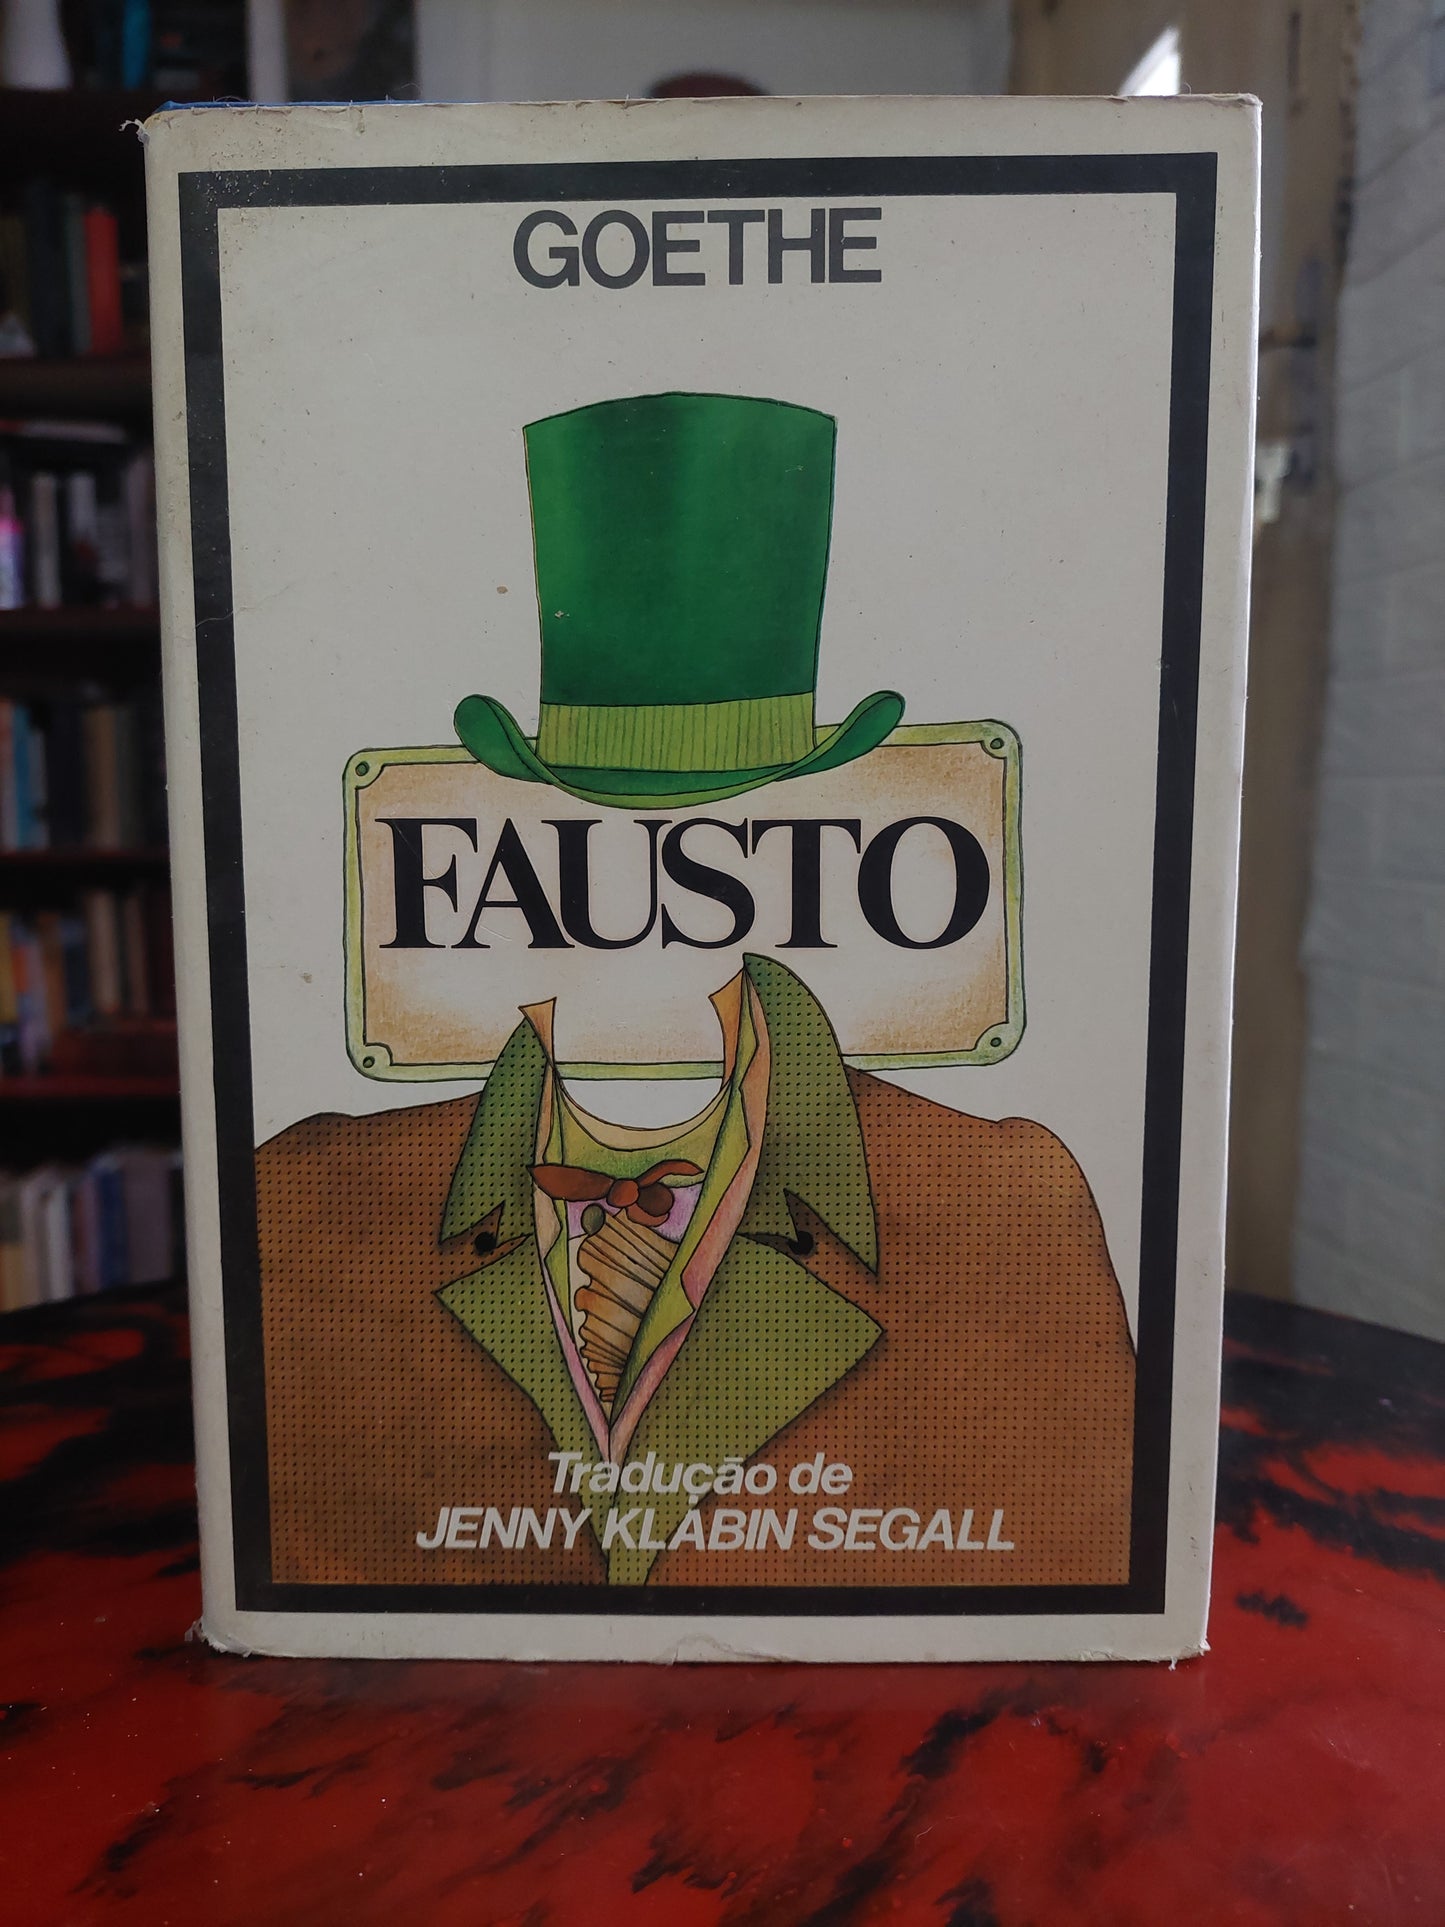 GOETHE
FAUSTO
Tradução de
JENNY KLABIN SEGALL